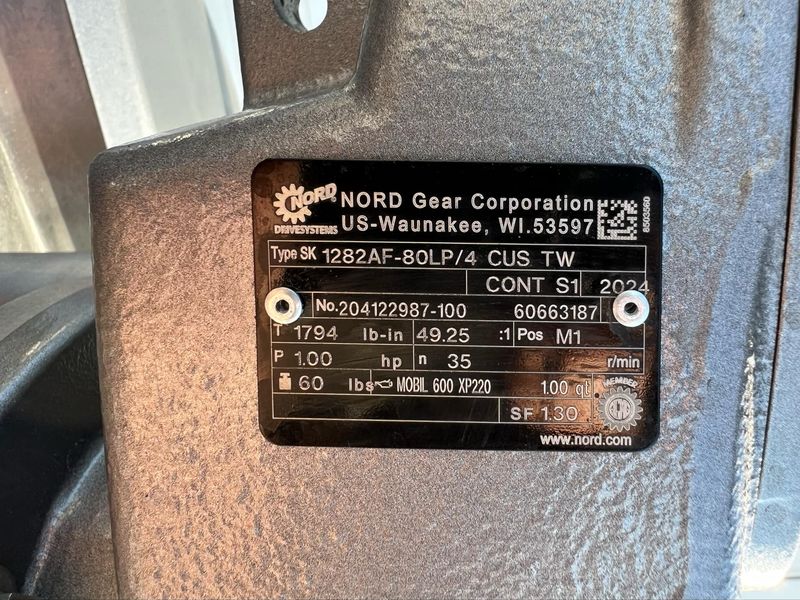 NORD®
DRIVESYSTEMS
NORD Gear Corporation
US-Waunakee, WI.53597
8503560
Type SK 1282AF-80LP/4 CUS TW
CONT S1 2024
No. 204122987-100 60663187
T 1794 lb-in 49.25 :1 Pos M1
P 1.00 hp n 35 r/min
60 lbs MOBIL 600 XP220 1.00 qt
MEMBER
SF 1.30
www.nord.com